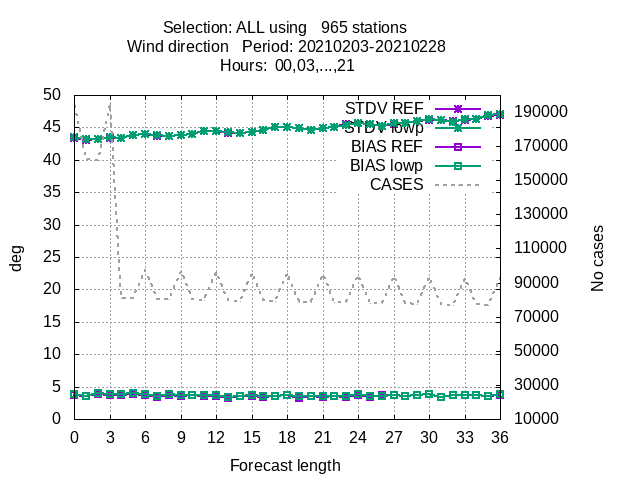 Selection: ALL using   965 stations
Wind direction   Period: 20210203-20210228
Hours:  00,03,...,21
50
45
40
35
30
25
20
15
10
5
0
190000
170000
150000
130000
110000
90000
70000
50000
30000
10000
STDV REF
STDV lowp
BIAS REF
BIAS lowp
CASES
deg
No cases
0 3 6 9 12 15 18 21 24 27 30 33 36
Forecast length